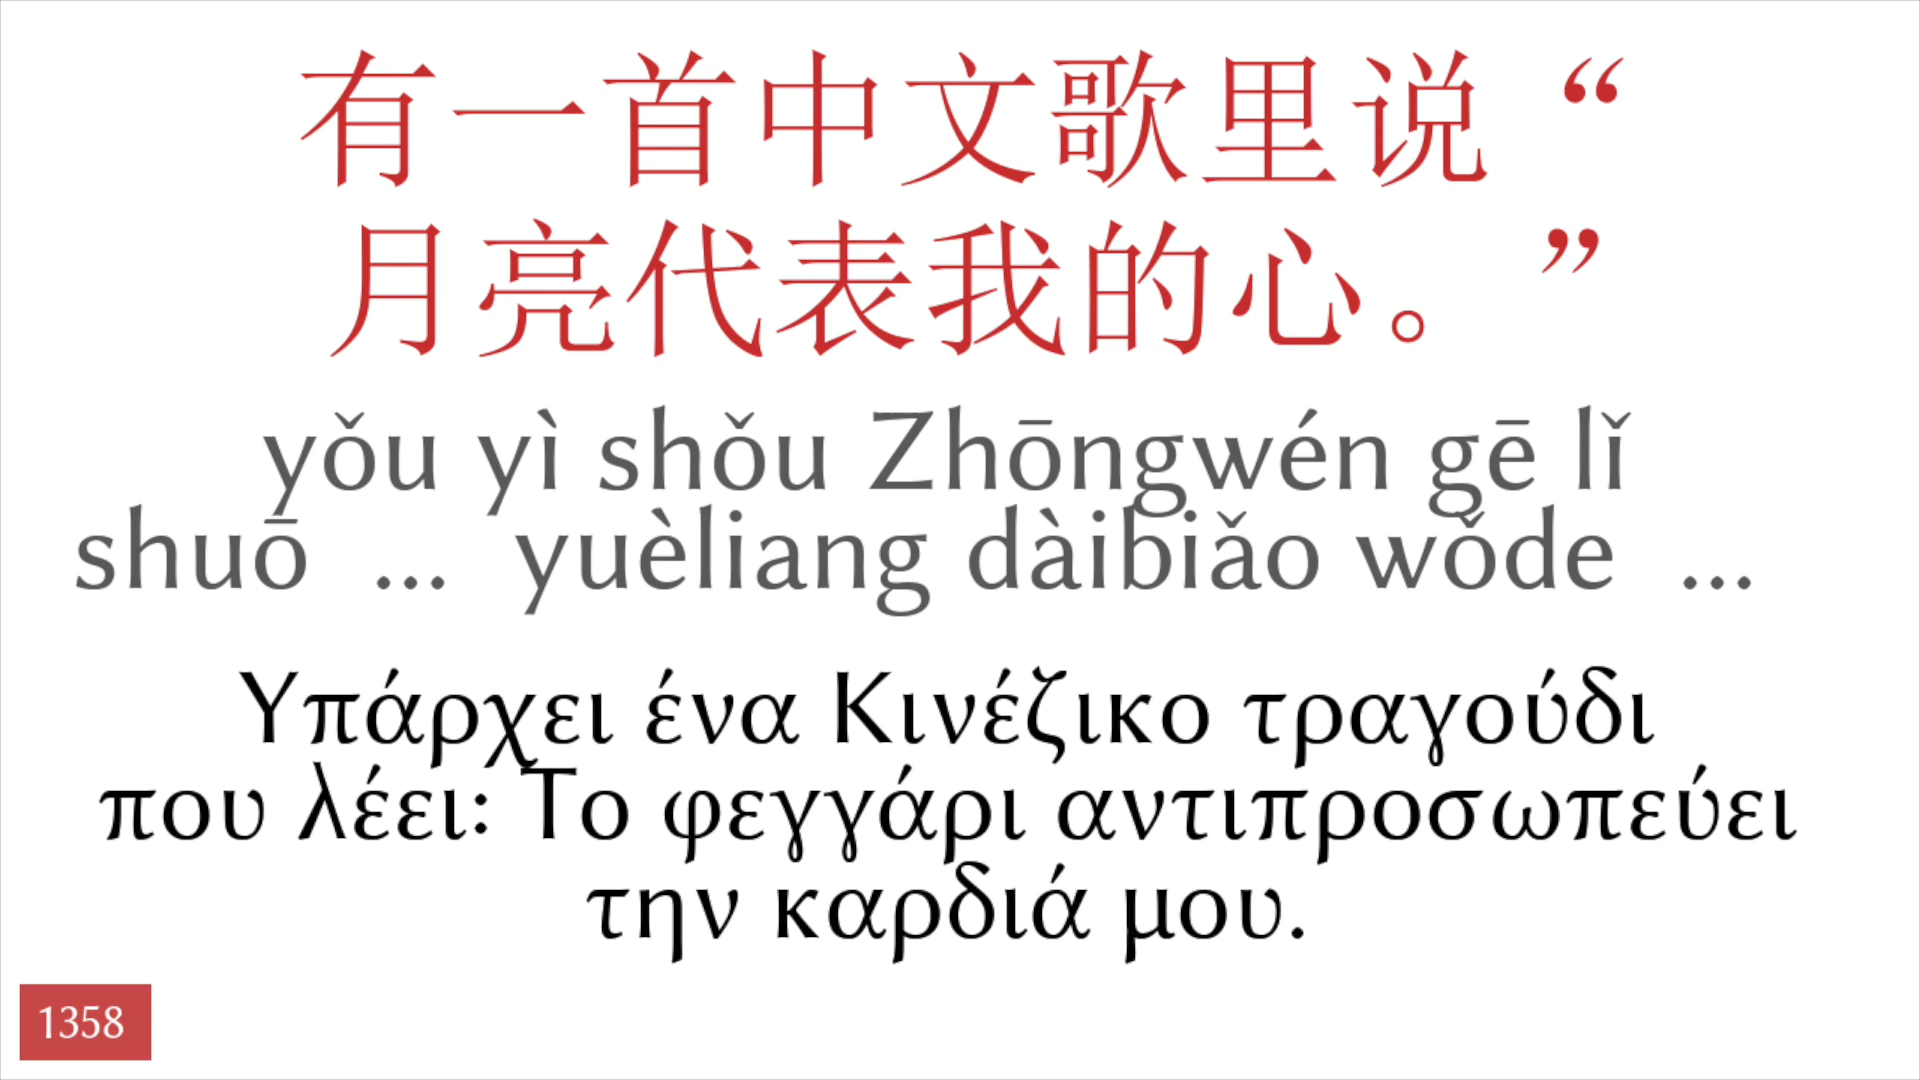 有一首中文歌里说“
月亮代表我的心。”
yǒu yì shǒu Zhōngwén gē lǐ
shuō ... yuèliang dàibiǎo wǒde ...
Υπάρχει ένα Κινέζικο τραγούδι
που λέει: Το φεγγάρι αντιπροσωπεύει
την καρδιά μου.
1358